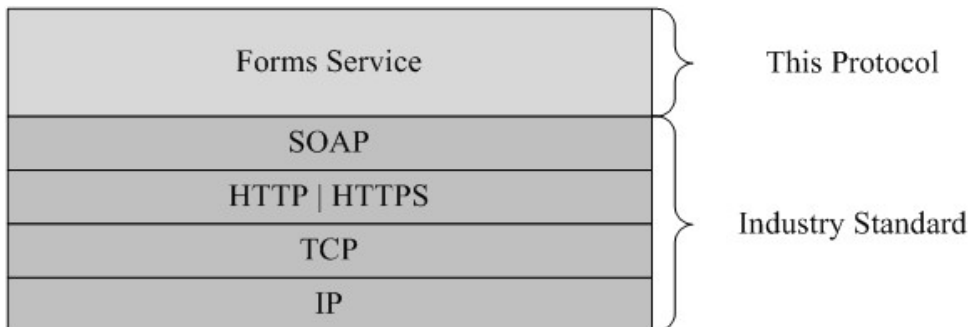 Forms Service
This Protocol
SOAP
HTTP | HTTPS
Industry Standard
TCP
IP